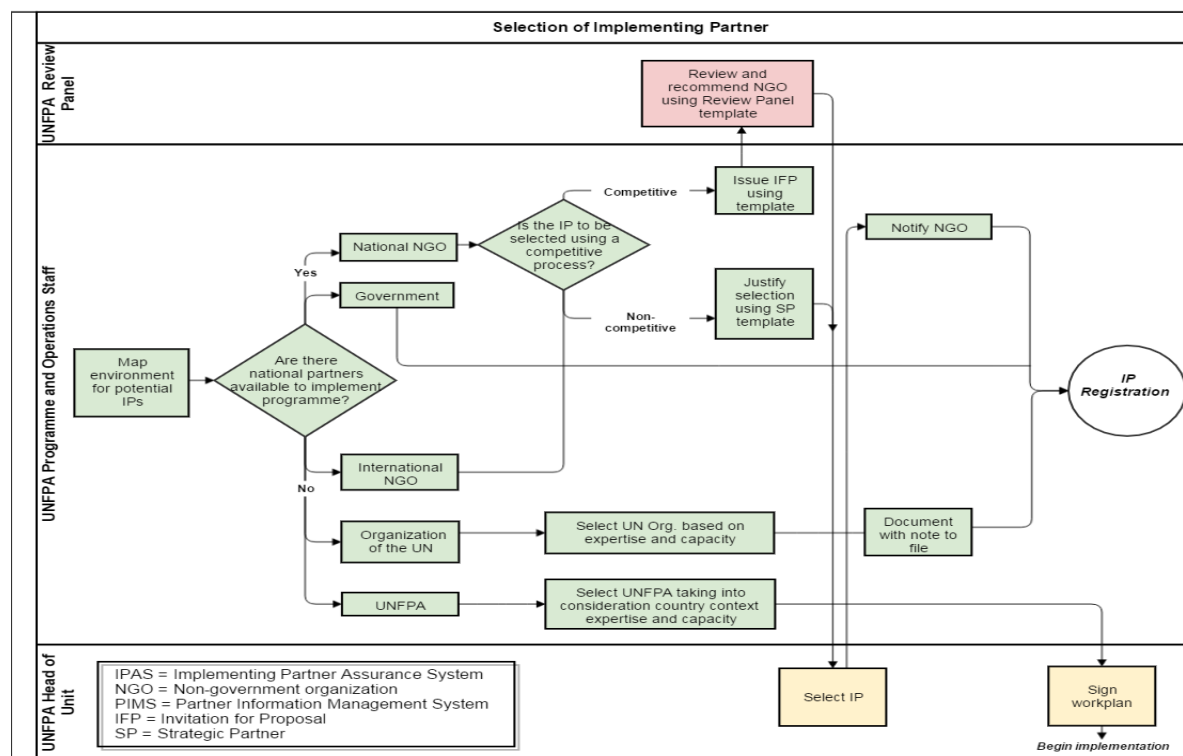 Selection of Implementing Partner
UNFPA Review
Panel
Review and
recommend NGO
using Review Panel
template
UNFPA Programme and Operations Staff
Competitive
Issue IFP
using
template
National NGO
Is the IP to be
selected using a
competitive
process?
Notify NGO
Yes
Government
Non-
competitive
Justify
selection
using SP
template
Map
environment
for potential
IPs
Are there
national partners
available to implement
programme?
IP
Registration
No
International
NGO
Organization
of the UN
Select UN Org. based on
expertise and capacity
Document
with note to
file
UNFPA
Select UNFPA taking into
consideration country context
expertise and capacity
UNFPA Head of
Unit
IPAS = Implementing Partner Assurance System
NGO = Non-government organization
PIMS = Partner Information Management System
IFP = Invitation for Proposal
SP = Strategic Partner
Select IP
Sign
workplan
Begin implementation